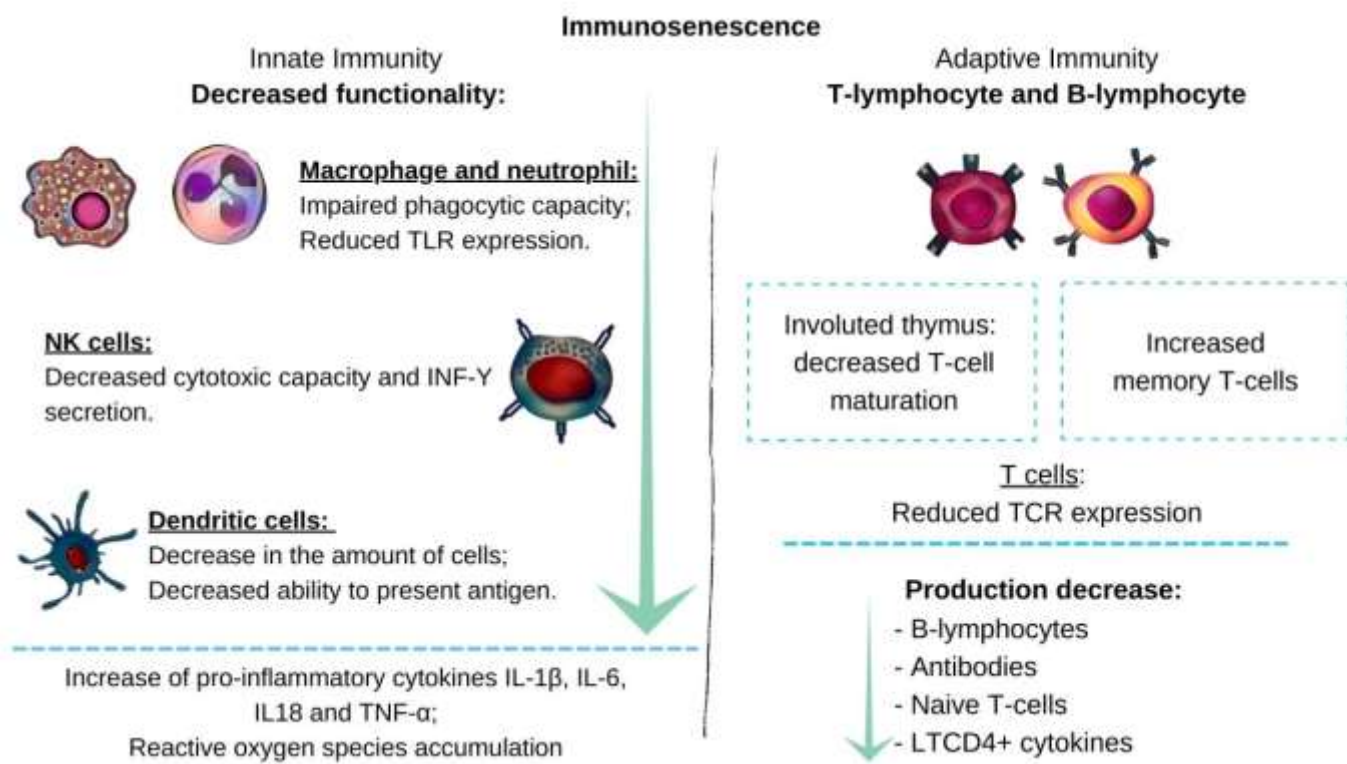 Immunosenescence
Innate Immunity
Decreased functionality:
Macrophage and neutrophil:
Impaired phagocytic capacity;
Reduced TLR expression.
NK cells:
Decreased cytotoxic capacity and INF-Y
secretion.
Dendritic cells:
Decrease in the amount of cells;
Decreased ability to present antigen.
Increase of pro-inflammatory cytokines IL-1β, IL-6,
IL18 and TNF-α;
Reactive oxygen species accumulation
Adaptive Immunity
T-lymphocyte and B-lymphocyte
Involuted thymus:
decreased T-cell
maturation
Increased
memory T-cells
T cells:
Reduced TCR expression
Production decrease:
- B-lymphocytes
- Antibodies
- Naive T-cells
- LTCD4+ cytokines